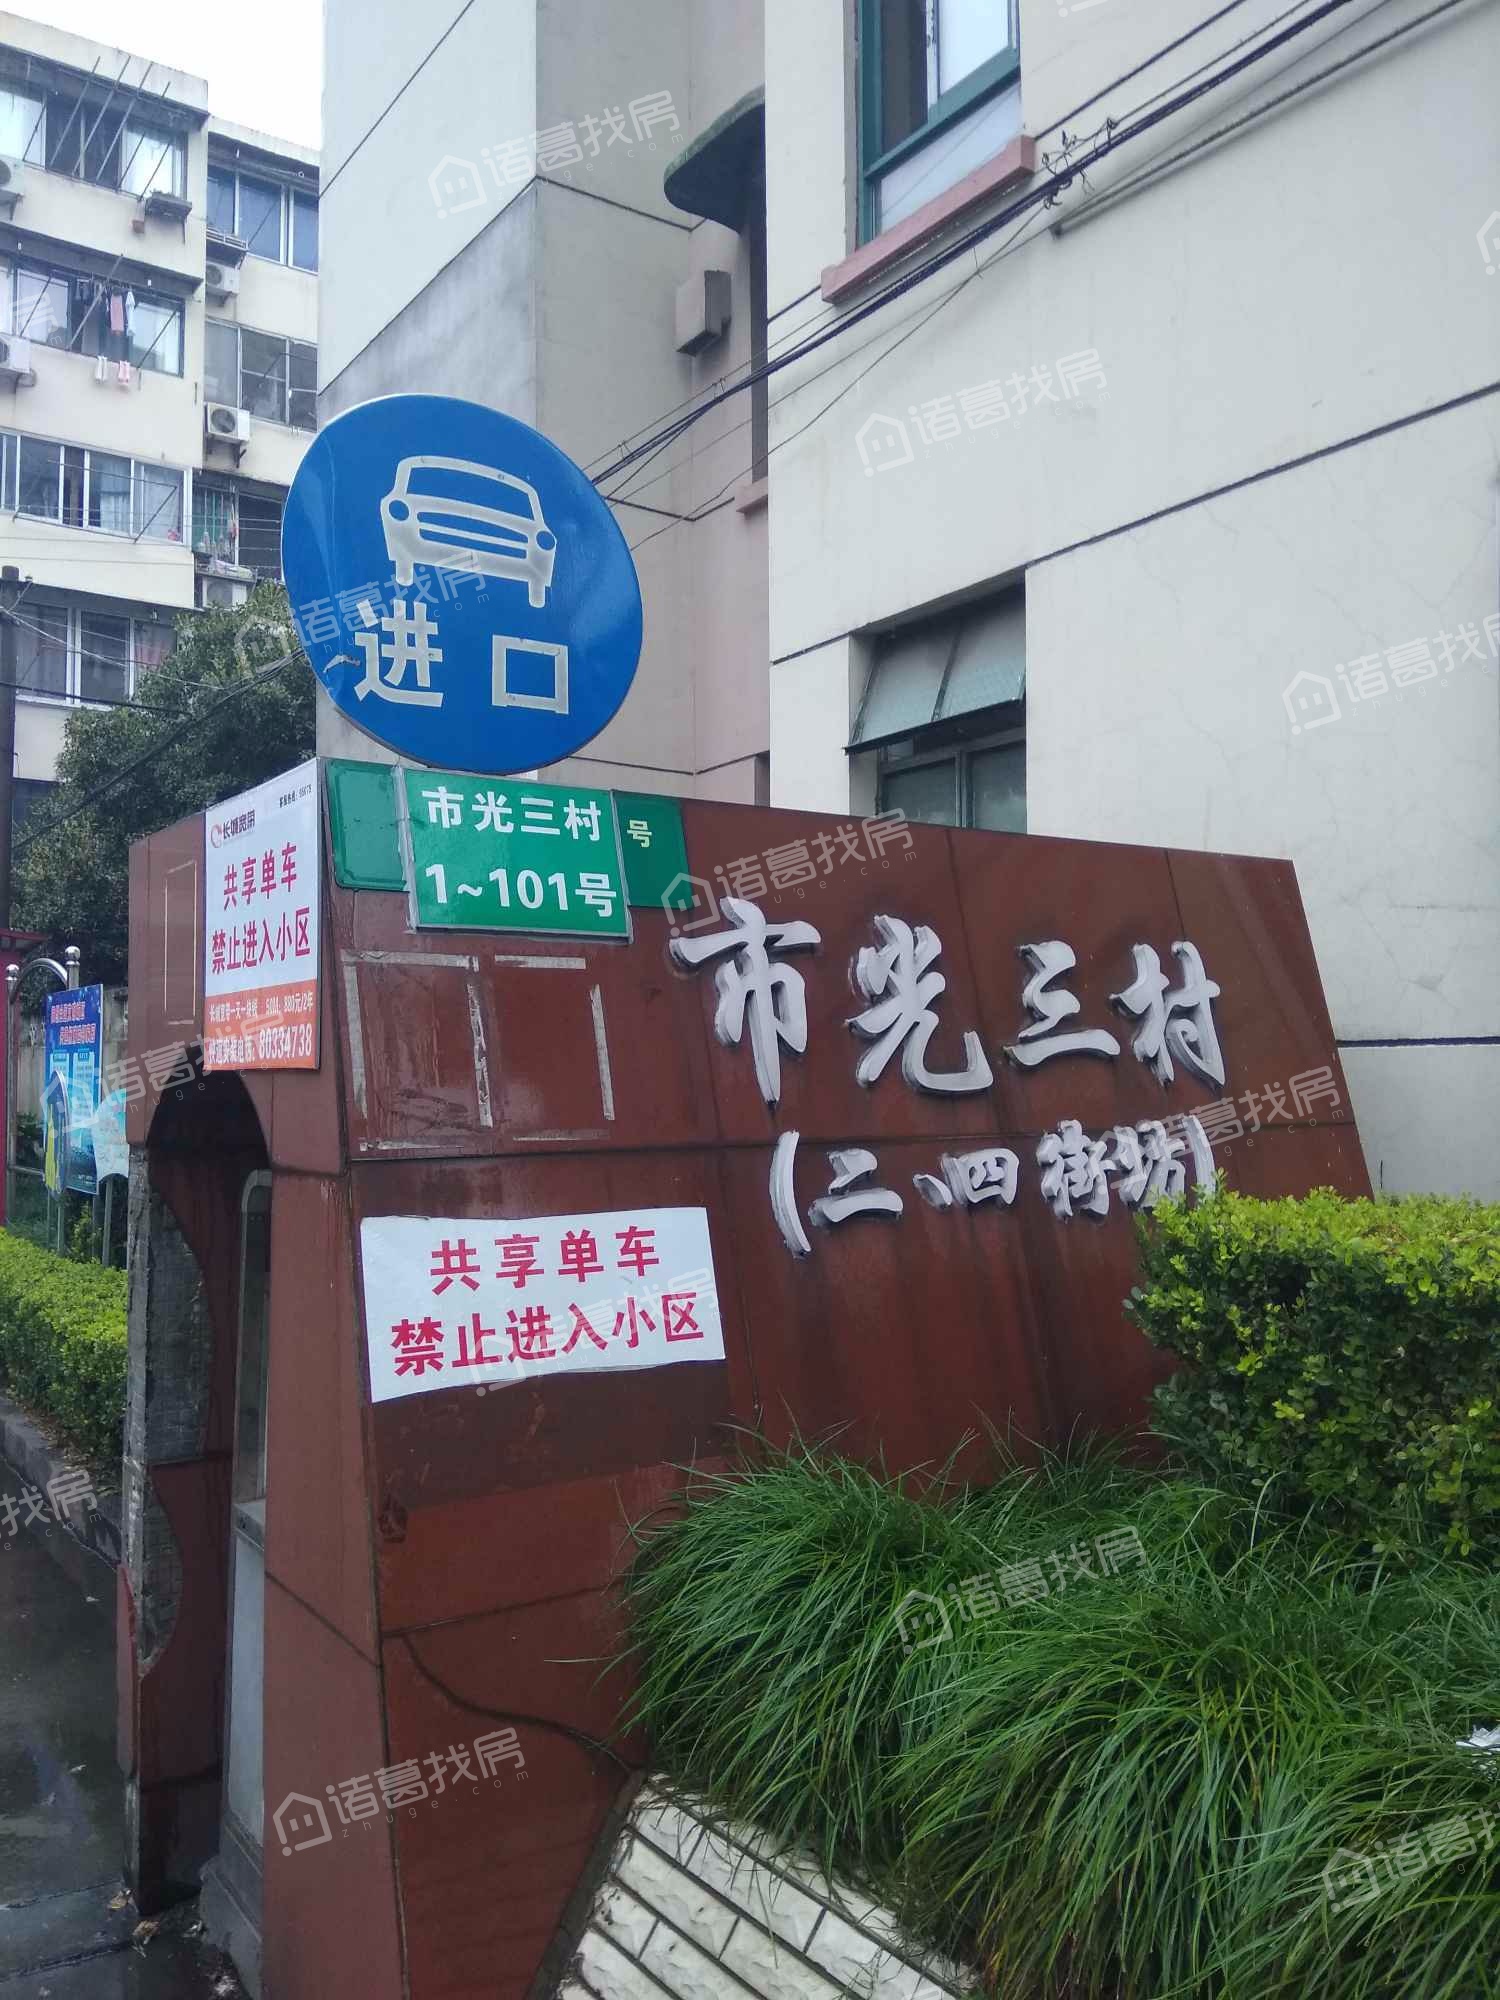 进口
市光三村
1~101号
号
长城宽带
共享单车
禁止进入小区
80334738
市光三村
(二、四街坊)
共享单车
禁止进入小区
诸葛找房
zhuge.com